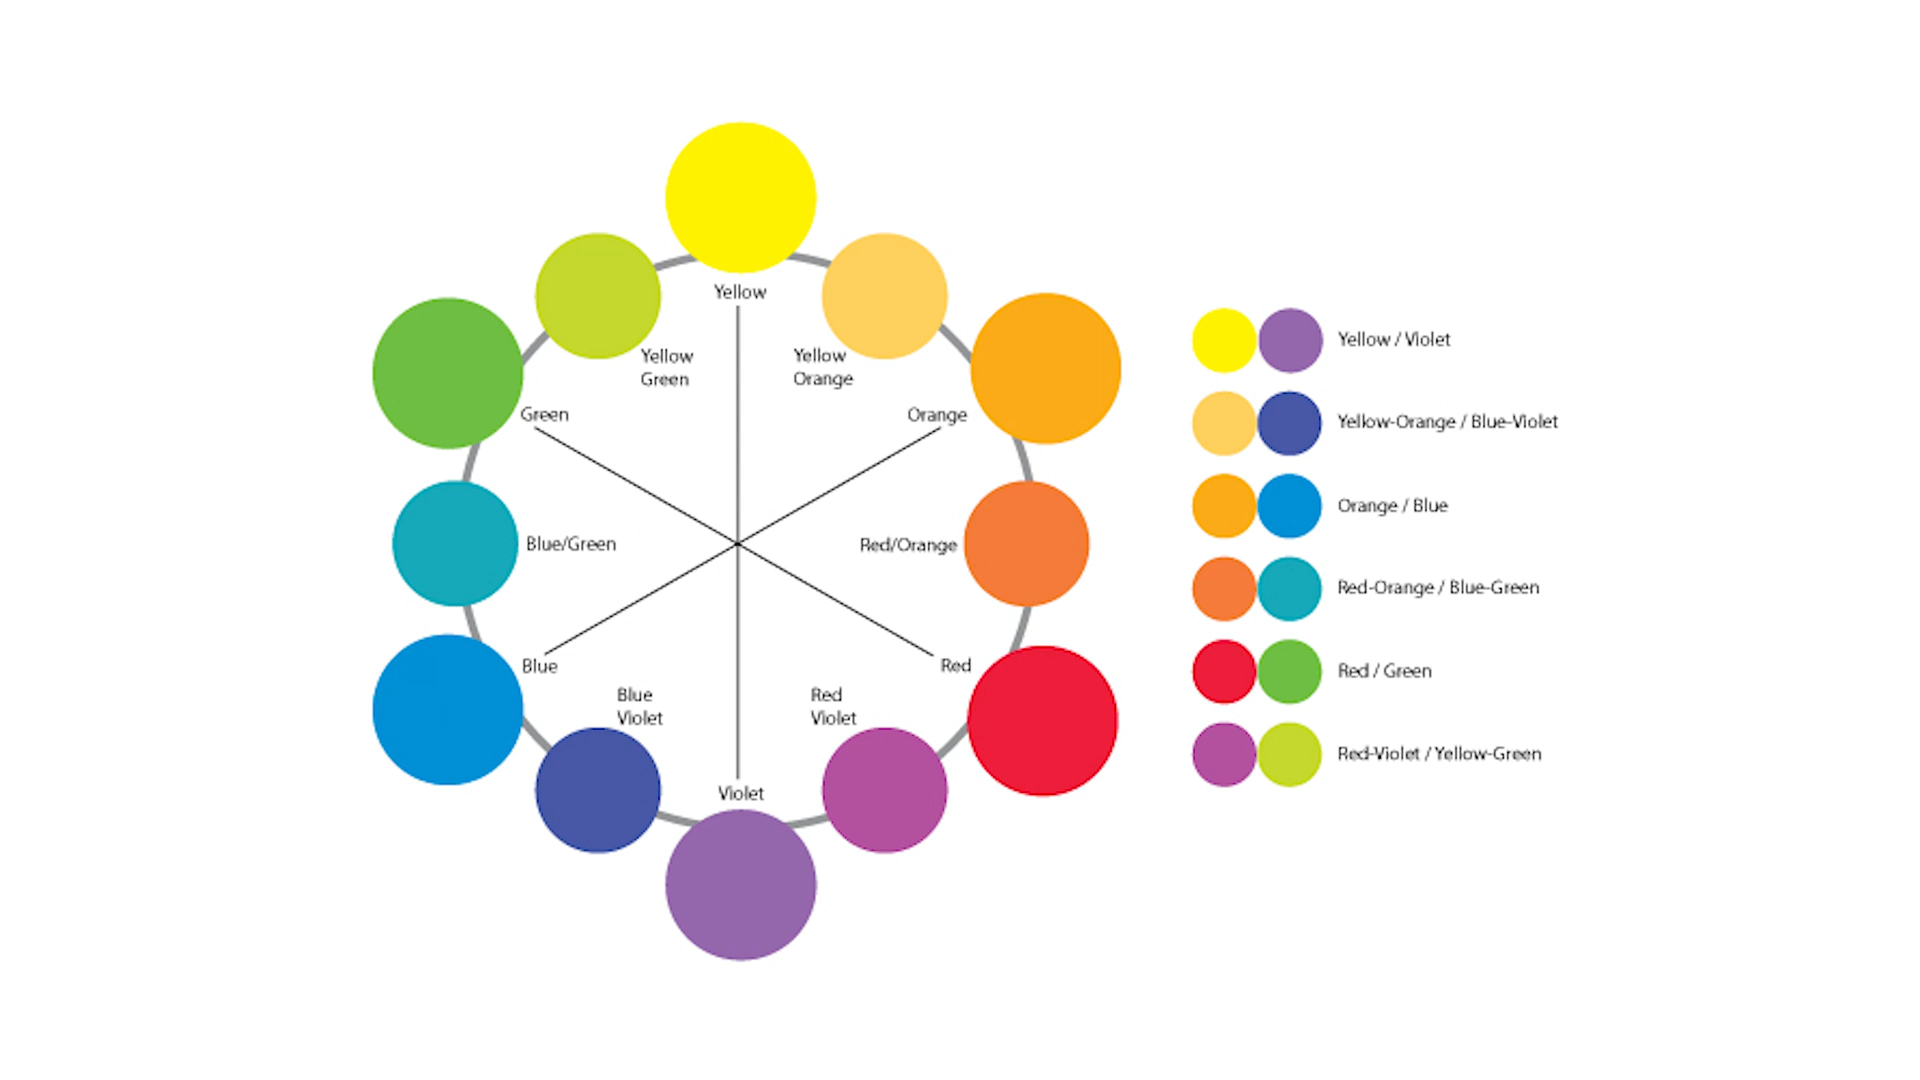 Yellow
Yellow
Green
Yellow
Orange
Green
Orange
Blue/Green
Red/Orange
Blue
Red
Blue
Violet
Red
Violet
Violet
Yellow / Violet
Yellow-Orange / Blue-Violet
Orange / Blue
Red-Orange / Blue-Green
Red / Green
Red-Violet / Yellow-Green